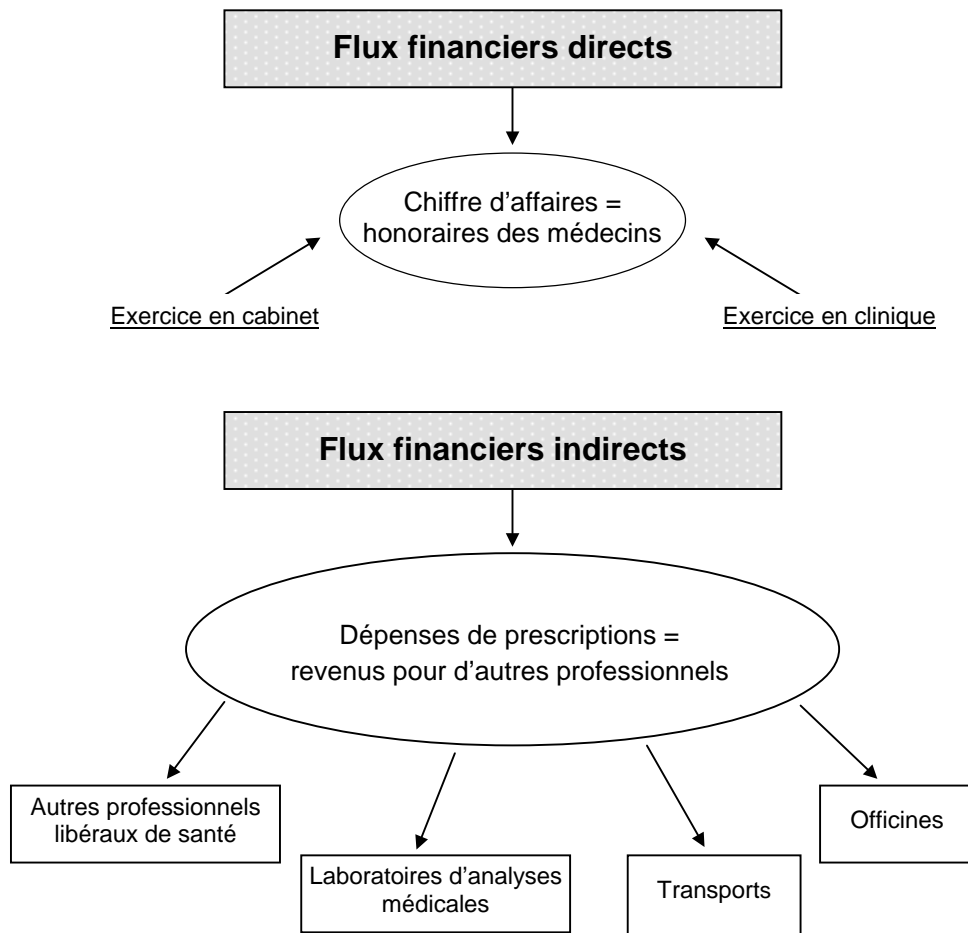 Flux financiers directs
Chiffre d'affaires =
honoraires des médecins
Exercice en cabinet
Exercice en clinique
Flux financiers indirects
Dépenses de prescriptions =
revenus pour d'autres professionnels
Autres professionnels
libéraux de santé
Laboratoires d’analyses
médicales
Transports
Officines